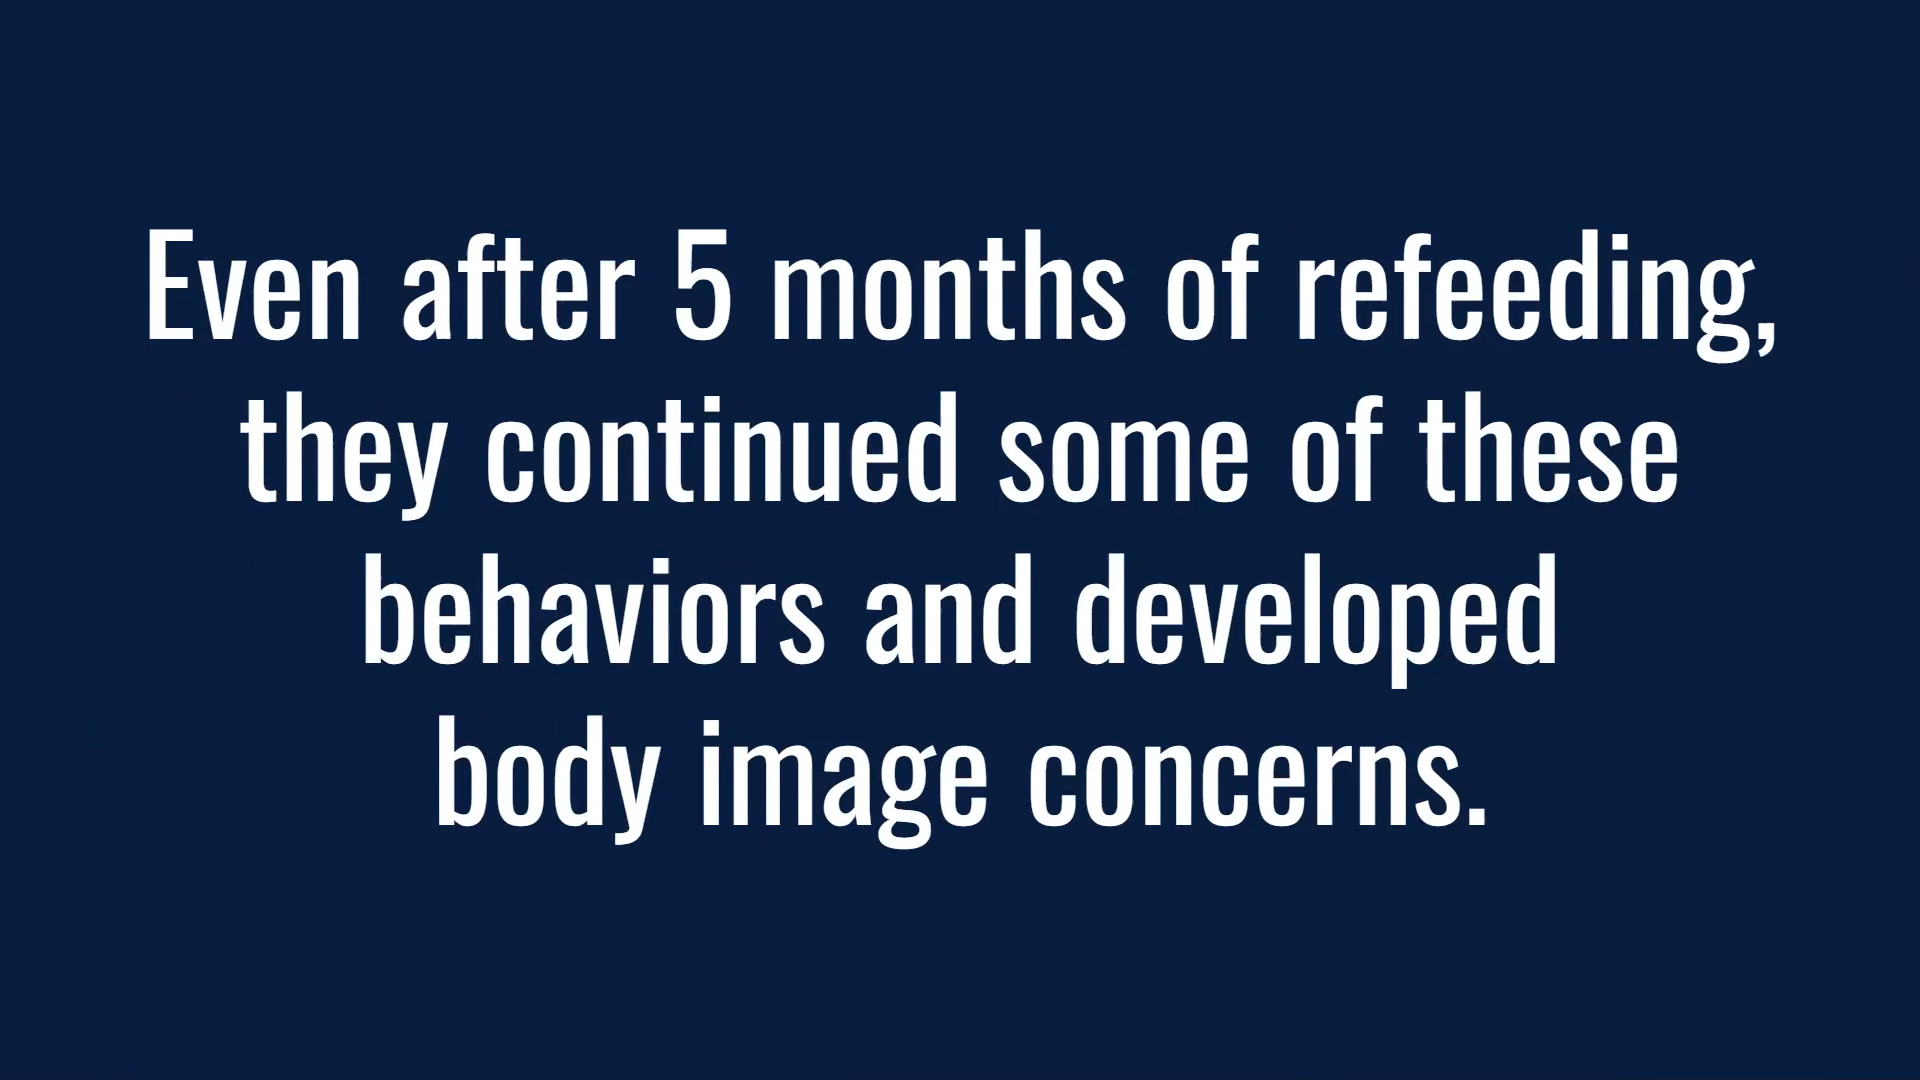 Even after 5 months of refeeding,
they continued some of these
behaviors and developed
body image concerns.